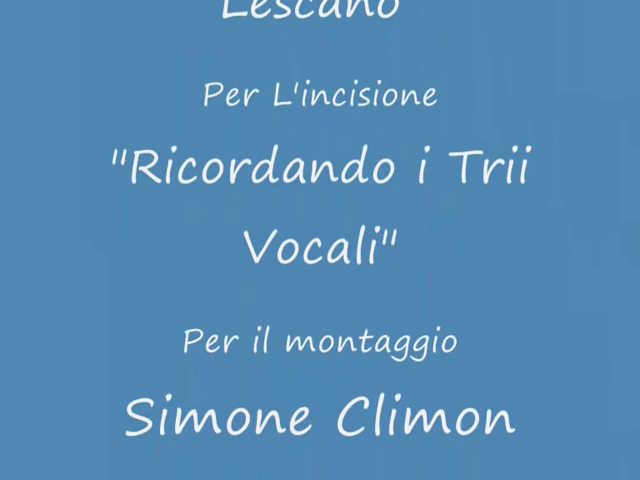 Lescano
Per L'incisione
"Ricordando i Trii
Vocali"
Per il montaggio
Simone Climon